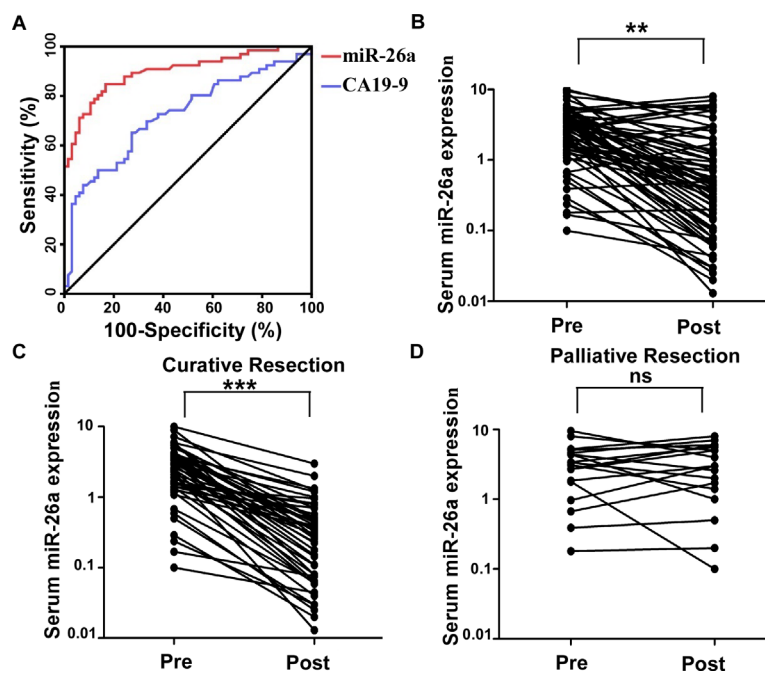 A
Sensitivity (%)
100
80
60
40
20
0
0
20
40
60
80
100
100-Specificity (%)
miR-26a
CA19-9
B
**
Serum miR-26a expression
10
1
0.1
0.01
Pre
Post
C
Curative Resection
***
Serum miR-26a expression
10
1
0.1
0.01
Pre
Post
D
Palliative Resection
ns
Serum miR-26a expression
10
1
0.1
0.01
Pre
Post